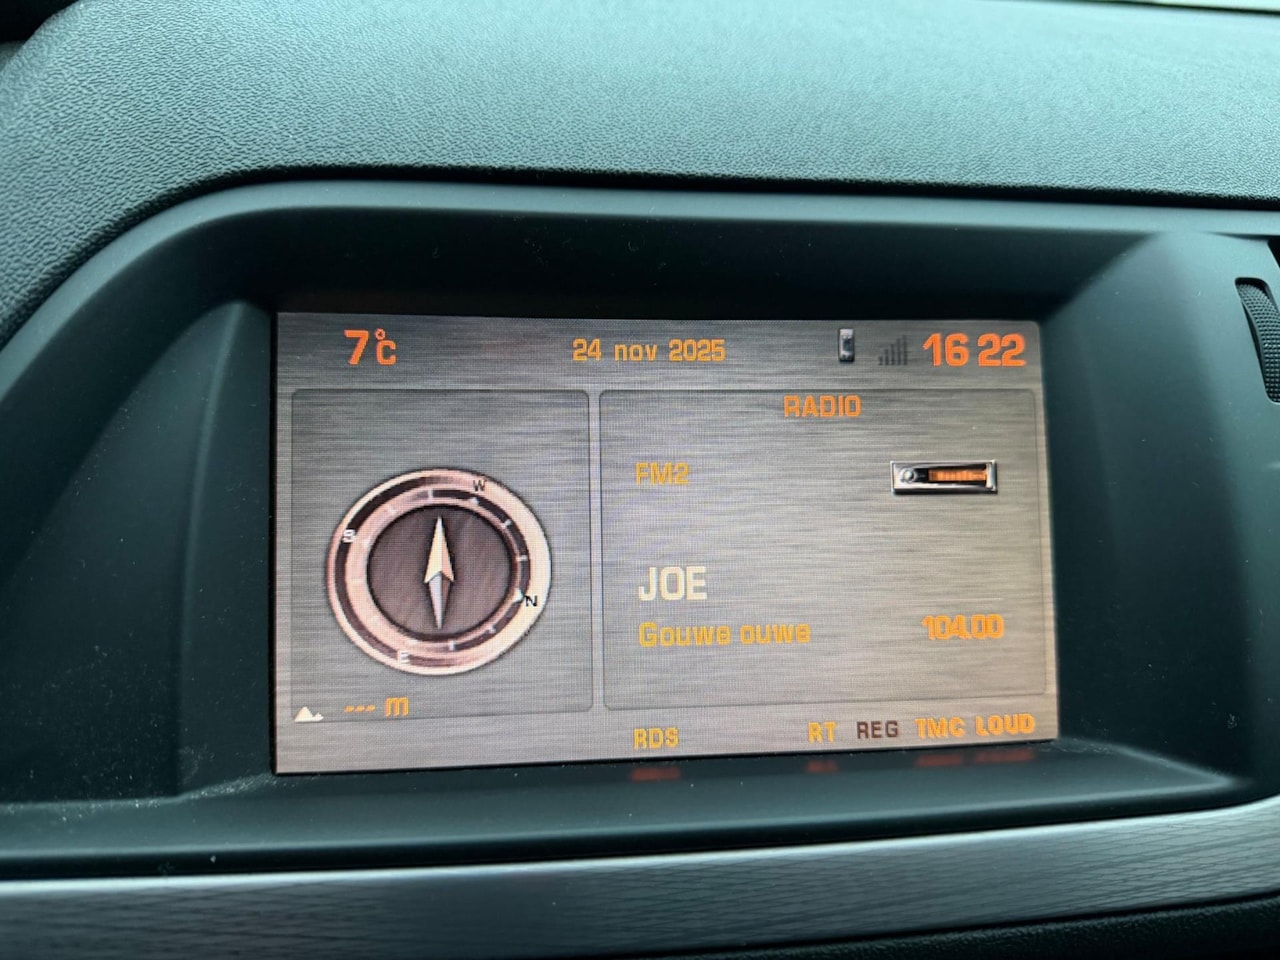 7°C 24 nov 2025 16 22
RADIO
FM2
W
S
N
E
JOE
Gouwe ouwe 104.00
--- m
RDS RT REG TMC LOUD